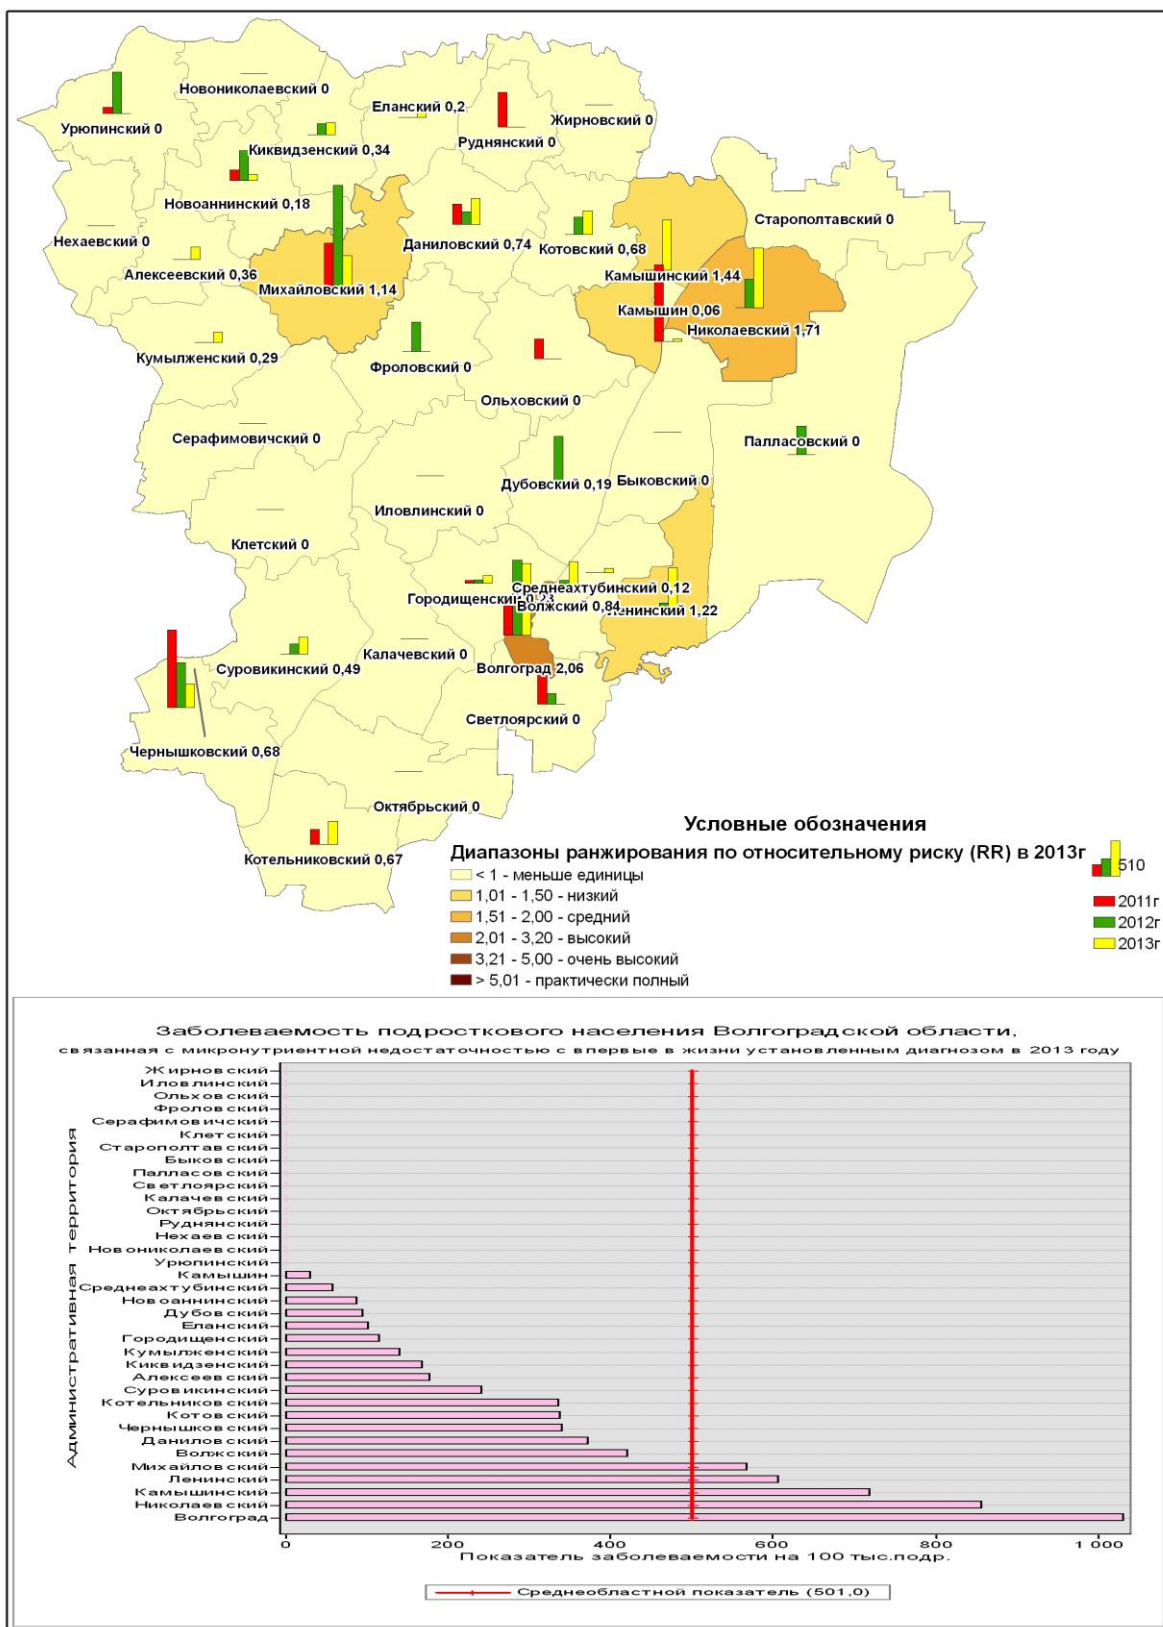 Новониколаевский 0
Еланский 0,2
Жирновский 0
Урюпинский 0
Руднянский 0
Киквидзенский 0,34
Новоаннинский 0,18
Старополтавский 0
Нехаевский 0
Даниловский 0,74
Котовский 0,68
Алексеевский 0,36
Камышинский 1,44
Михайловский 1,14
Камышин 0,06
Николаевский 1,71
Кумылженский 0,29
Фроловский 0
Ольховский 0
Серафимовичский 0
Палласовский 0
Дубовский 0,19
Быковский 0
Иловлинский 0
Клетский 0
Среднеахтубинский 0,12
Городищенский 0,23
Волжский 0,84
Ленинский 1,22
Калачевский 0
Суровикинский 0,49
Волгоград 2,06
Светлоярский 0
Чернышковский 0,68
Октябрьский 0
Котельниковский 0,67
Условные обозначения
Диапазоны ранжирования по относительному риску (RR) в 2013г
< 1 - меньше единицы
1,01 - 1,50 - низкий
1,51 - 2,00 - средний
2,01 - 3,20 - высокий
3,21 - 5,00 - очень высокий
> 5,01 - практически полный
510
2011г
2012г
2013г
Заболеваемость подросткового населения Волгоградской области,
связанная с микронутриентной недостаточностью с впервые в жизни установленным диагнозом в 2013 году
Административная территория
Жирновский
Иловлинский
Ольховский
Фроловский
Серафимовичский
Клетский
Старополтавский
Быковский
Палласовский
Светлоярский
Калачевский
Октябрьский
Руднянский
Нехаевский
Новониколаевский
Урюпинский
Камышин
Среднеахтубинский
Новоаннинский
Дубовский
Еланский
Городищенский
Кумылженский
Киквидзенский
Алексеевский
Суровикинский
Котельниковский
Котовский
Чернышковский
Даниловский
Волжский
Михайловский
Ленинский
Камышинский
Николаевский
Волгоград
0 200 400 600 800 1 000
Показатель заболеваемости на 100 тыс.подр.
Среднеобластной показатель (501,0)